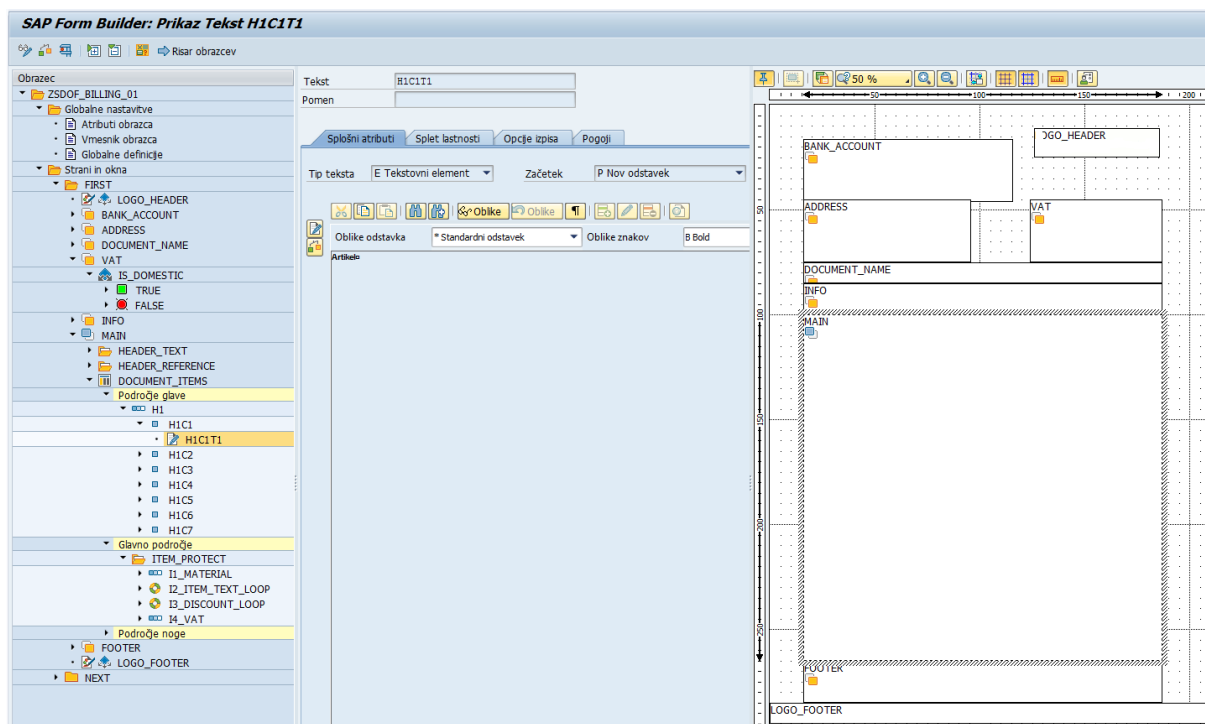 SAP Form Builder: Prikaz Tekst H1C1T1
Risar obrazcev
Obrazec
ZSDOF_BILLING_01
Globalne nastavitve
Atributi obrazca
Vmesnik obrazca
Globalne definicije
Strani in okna
FIRST
LOGO_HEADER
BANK_ACCOUNT
ADDRESS
DOCUMENT_NAME
VAT
IS_DOMESTIC
TRUE
FALSE
INFO
MAIN
HEADER_TEXT
HEADER_REFERENCE
DOCUMENT_ITEMS
Področje glave
H1
H1C1
H1C1T1
H1C2
H1C3
H1C4
H1C5
H1C6
H1C7
Glavno področje
ITEM_PROTECT
I1_MATERIAL
I2_ITEM_TEXT_LOOP
I3_DISCOUNT_LOOP
I4_VAT
Področje noge
FOOTER
LOGO_FOOTER
NEXT
Tekst H1C1T1
Pomen
Splošni atributi Splet lastnosti Opcije izpisa Pogoji
Tip teksta E Tekstovni element Začetek P Nov odstavek
Oblike Oblike
Oblike odstavka * Standardni odstavek Oblike znakov B Bold
Artikel
50 %
50 100 150 200
OGO_HEADER
BANK_ACCOUNT
50
ADDRESS VAT
DOCUMENT_NAME
INFO
100
MAIN
150
200
250
FOOTER
LOGO_FOOTER